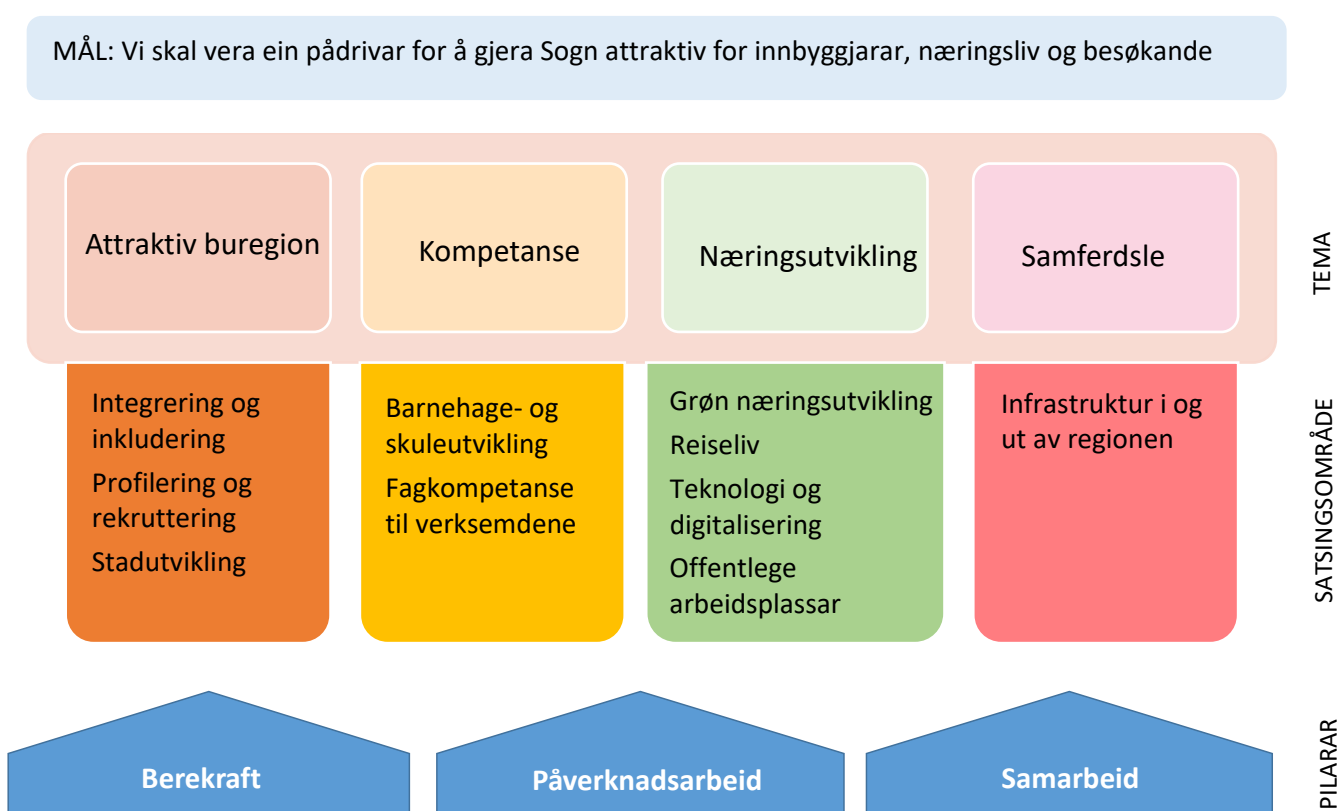 MÅL: Vi skal vera ein pådrivar for å gjera Sogn attraktiv for innbyggjarar, næringsliv og besøkande
Attraktiv buregion
Kompetanse
Næringsutvikling
Samferdsle
TEMA
Integrering og
inkludering
Profilering og
rekruttering
Stadutvikling
Barnehage- og
skuleutvikling
Fagkompetanse
til verksemdene
Grøn næringsutvikling
Reiseliv
Teknologi og
digitalisering
Offentlege
arbeidsplassar
Infrastruktur i og
ut av regionen
SATSINGSOMRÅDE
Berekraft
Påverknadsarbeid
Samarbeid
PILARAR